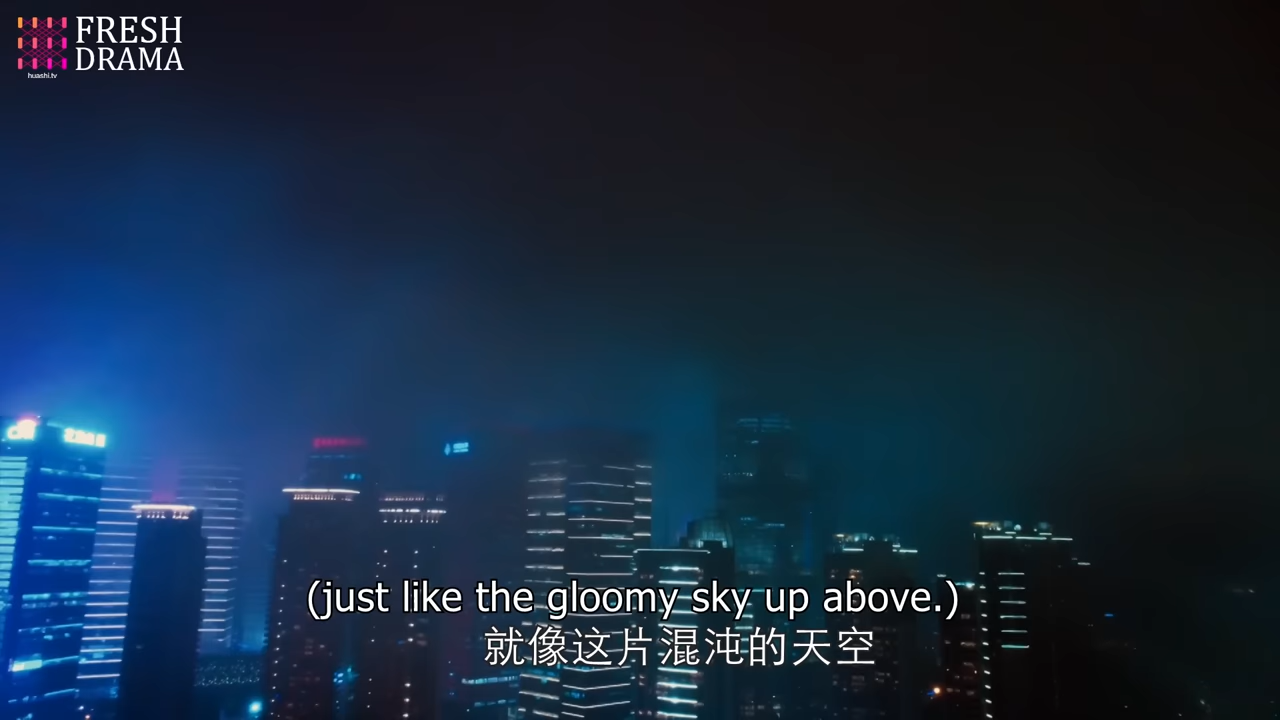 FRESH
DRAMA
huashi.tv
(just like the gloomy sky up above.)
就像这片混沌的天空